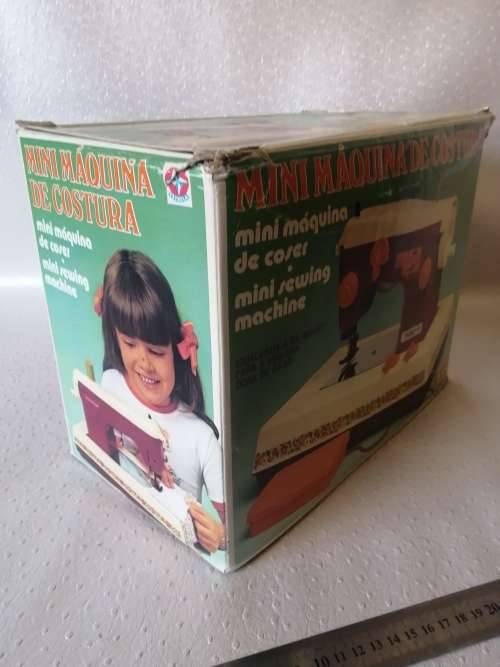 MINI MÁQUINA
DE COSTURA
mini máquina
de coser
mini sewing
machine
MINI MÁQUINA DE COSTURA
mini máquina
de coser
mini sewing
machine
10 11 12 13 14 15 16 17 18 19 20